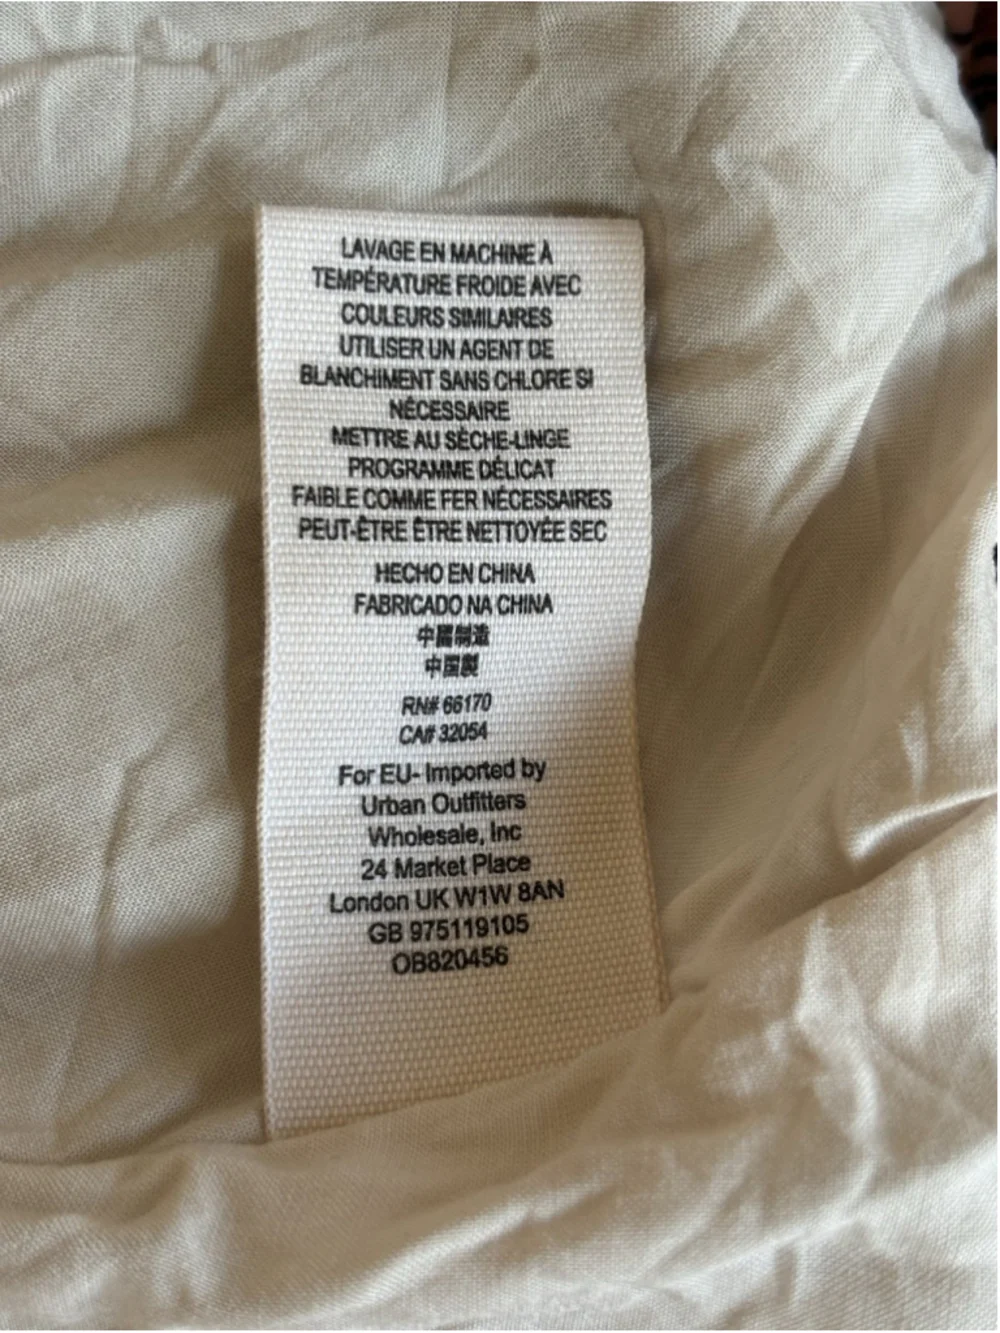 LAVAGE EN MACHINE À
TEMPÉRATURE FROIDE AVEC
COULEURS SIMILAIRES
UTILISER UN AGENT DE
BLANCHIMENT SANS CHLORE SI
NÉCESSAIRE
METTRE AU SÈCHE-LINGE
PROGRAMME DÉLICAT
FAIBLE COMME FER NÉCESSAIRES
PEUT-ÊTRE ÊTRE NETTOYÉE SEC
HECHO EN CHINA
FABRICADO NA CHINA
中國制造
中国製
RN# 66170
CA# 32054
For EU- Imported by
Urban Outfitters
Wholesale, Inc
24 Market Place
London UK W1W 8AN
GB 975119105
OB820456